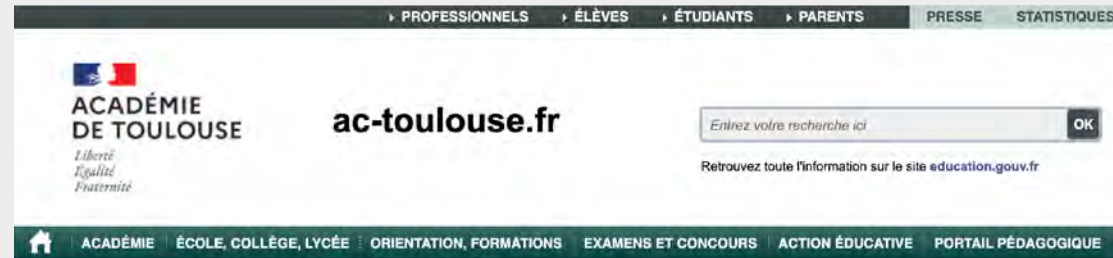 PROFESSIONNELS ÉLÈVES ÉTUDIANTS PARENTS PRESSE STATISTIQUES
ACADÉMIE
DE TOULOUSE
Liberté
Égalité
Fraternité
ac-toulouse.fr
Entrez votre recherche ici OK
Retrouvez toute l'information sur le site education.gouv.fr
ACADÉMIE ÉCOLE, COLLÈGE, LYCÉE ORIENTATION, FORMATIONS EXAMENS ET CONCOURS ACTION ÉDUCATIVE PORTAIL PÉDAGOGIQUE